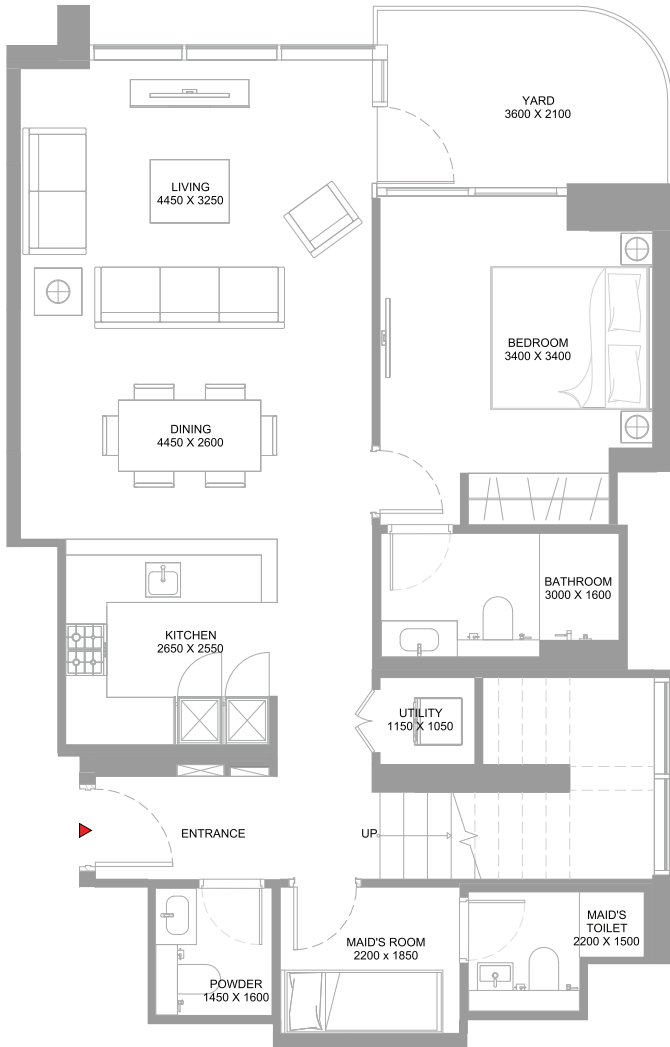 YARD
3600 X 2100
LIVING
4450 X 3250
BEDROOM
3400 X 3400
DINING
4450 X 2600
BATHROOM
3000 X 1600
KITCHEN
2650 X 2550
UTILITY
1150 X 1050
ENTRANCE
UP
MAID'S ROOM
2200 x 1850
MAID'S
TOILET
2200 X 1500
POWDER
1450 X 1600